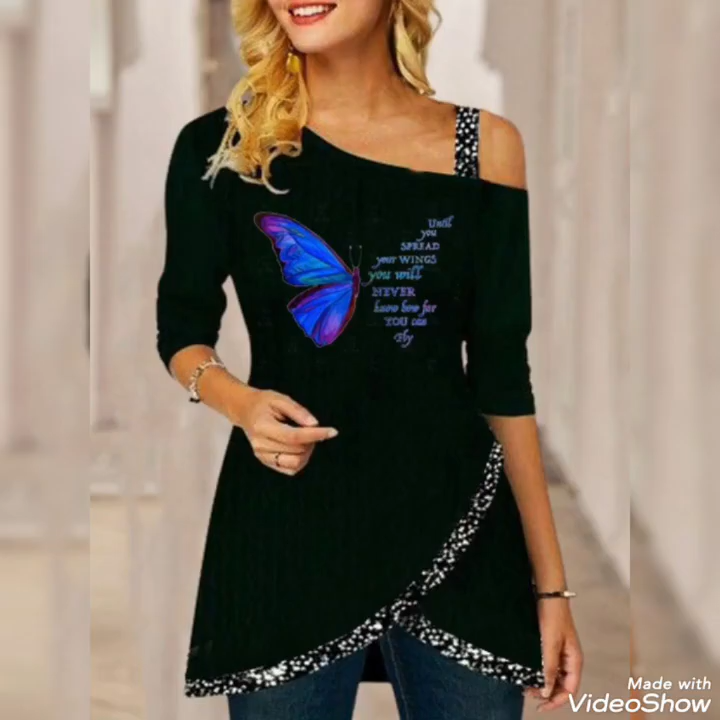 Until
you
SPREAD
your WINGS
you will
NEVER
know how far
YOU can
Fly
Made with
VideoShow